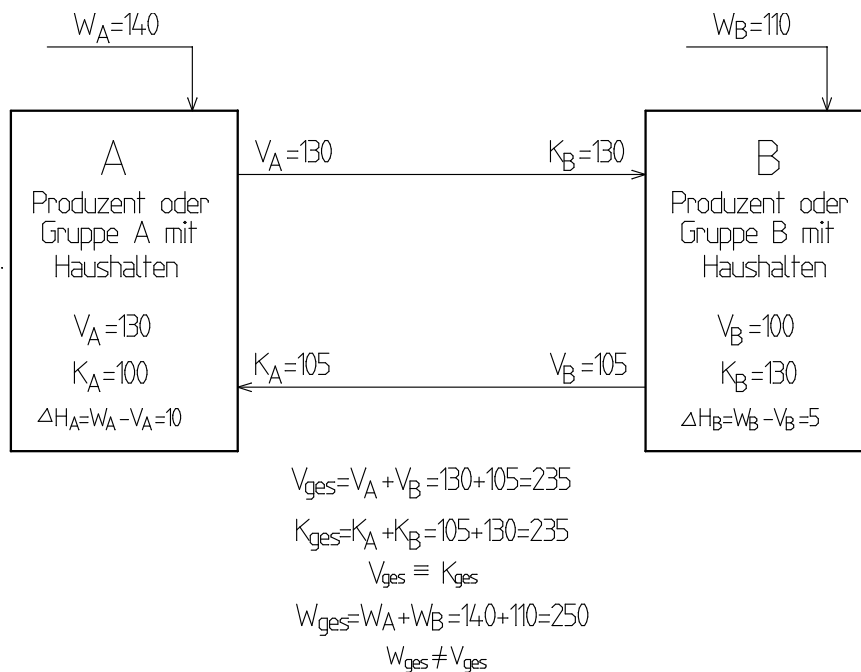 W_A=140
W_B=110
A
Produzent oder
Gruppe A mit
Haushalten
V_A=130
K_A=100
△H_A=W_A-V_A=10
V_A=130
K_B=130
K_A=105
V_B=105
B
Produzent oder
Gruppe B mit
Haushalten
V_B=100
K_B=130
△H_B=W_B-V_B=5
V_ges=V_A+V_B=130+105=235
K_ges=K_A+K_B=105+130=235
V_ges ≡ K_ges
W_ges=W_A+W_B=140+110=250
W_ges≠V_ges